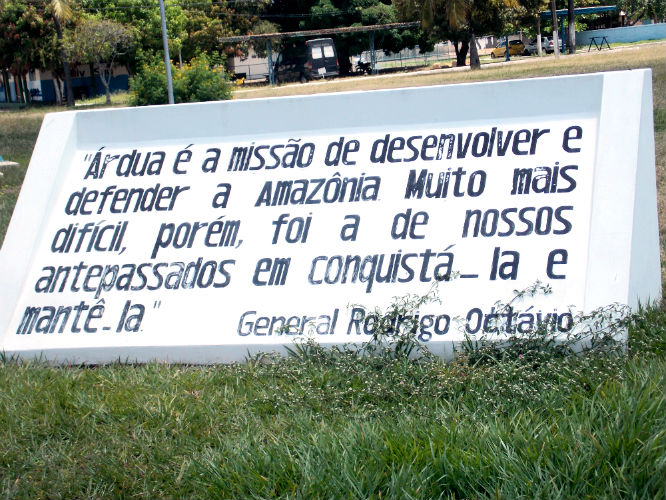 "Árdua é a missão de desenvolver e
defender a Amazônia. Muito mais
difícil, porém, foi a de nossos
antepassados em conquistá-la e
mantê-la."
General Rodrigo Octávio